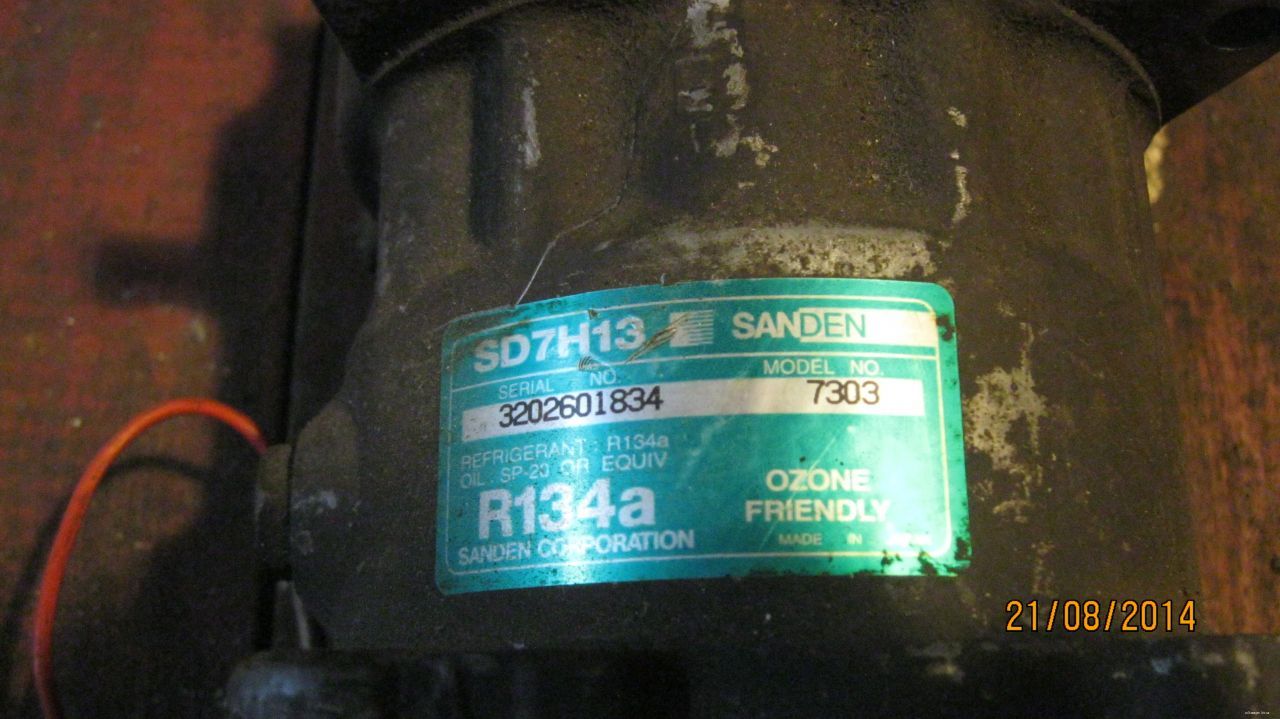 SD7H13 SANDEN
SERIAL NO. MODEL NO.
3202601834 7303
REFRIGERANT : R134a
OIL : SP-20 OR EQUIV
R134a
OZONE
FRIENDLY
SANDEN CORPORATION
MADE IN
21/08/2014